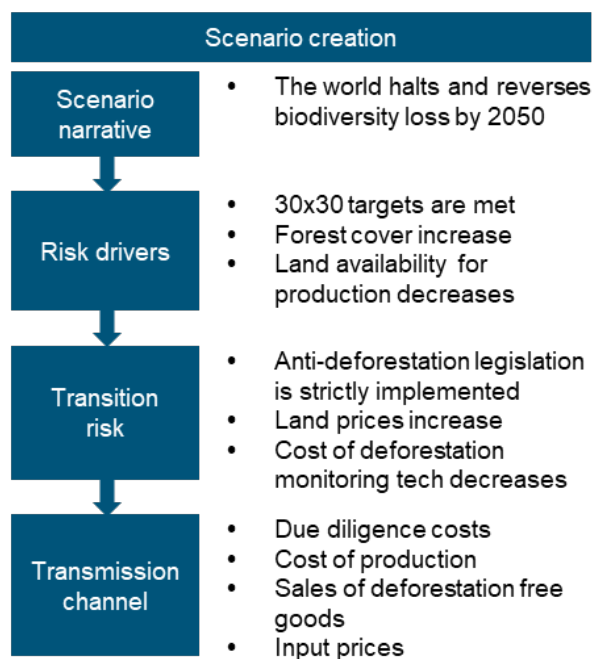 Scenario creation
Scenario
narrative
• The world halts and reverses
biodiversity loss by 2050
Risk drivers
• 30x30 targets are met
• Forest cover increase
• Land availability for
production decreases
Transition
risk
• Anti-deforestation legislation
is strictly implemented
• Land prices increase
• Cost of deforestation
monitoring tech decreases
Transmission
channel
• Due diligence costs
• Cost of production
• Sales of deforestation free
goods
• Input prices